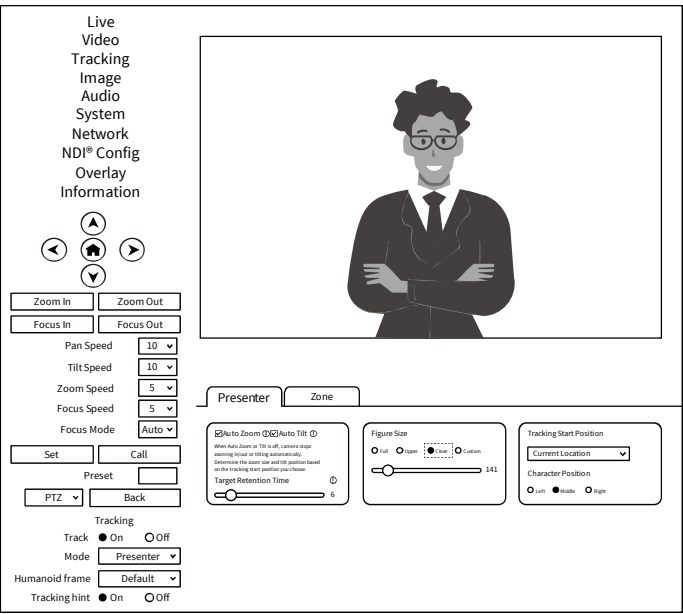 Live
Video
Tracking
Image
Audio
System
Network
NDI® Config
Overlay
Information
Zoom In
Zoom Out
Focus In
Focus Out
Pan Speed
10
Tilt Speed
10
Zoom Speed
5
Focus Speed
5
Focus Mode
Auto
Set
Call
Preset
PTZ
Back
Tracking
Track
On
Off
Mode
Presenter
Humanoid frame
Default
Tracking hint
On
Off
Presenter
Zone
Auto Zoom
Auto Tilt
When Auto Zoom or Tilt is off, camera stops
zooming in/out or tilting automatically.
Determine the zoom size and tilt position based
on the tracking start position you choose.
Target Retention Time
6
Figure Size
Full
Upper
Close
Custom
141
Tracking Start Position
Current Location
Character Position
Left
Middle
Right